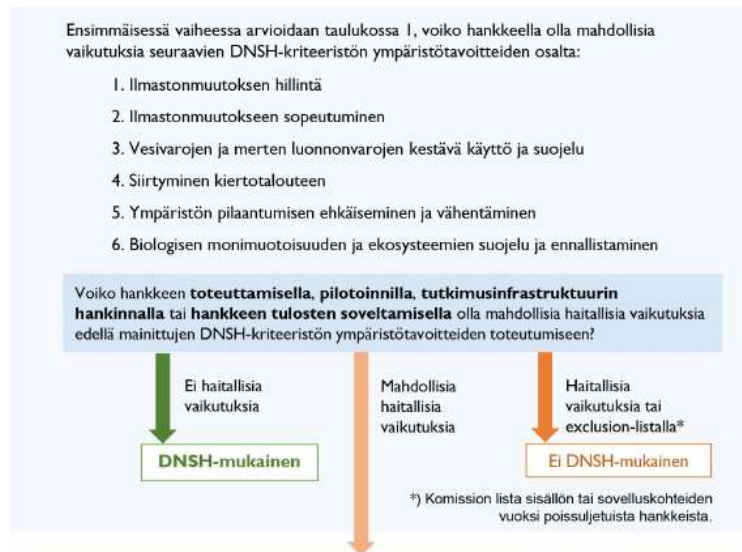 Ensimmäisessä vaiheessa arvioidaan taulukossa 1, voiko hankkeella olla mahdollisia
vaikutuksia seuraavien DNSH-kriteeristön ympäristötavoitteiden osalta:
1. Ilmastonmuutoksen hillintä
2. Ilmastonmuutokseen sopeutuminen
3. Vesivarojen ja merten luonnonvarojen kestävä käyttö ja suojelu
4. Siirtyminen kiertotalouteen
5. Ympäristön pilaantumisen ehkäiseminen ja vähentäminen
6. Biologisen monimuotoisuuden ja ekosysteemien suojelu ja ennallistaminen
Voiko hankkeen toteuttamisella, pilotoinnilla, tutkimusinfrastruktuurin
hankinnalla tai hankkeen tulosten soveltamisella olla mahdollisia haitallisia vaikutuksia
edellä mainittujen DNSH-kriteeristön ympäristötavoitteiden toteutumiseen?
Ei haitallisia
vaikutuksia
DNSH-mukainen
Mahdollisia
haitallisia
vaikutuksia
Haitallisia
vaikutuksia tai
exclusion-listalla*
Ei DNSH-mukainen
*) Komission lista sisällön tai sovelluskohteiden
vuoksi poissuljetuista hankkeista.